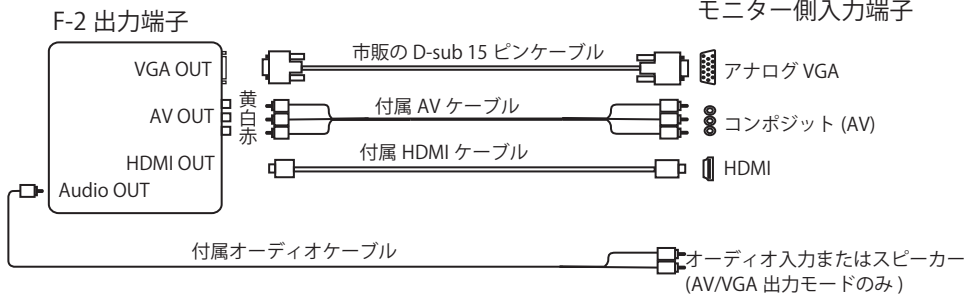 モニター側入力端子
F-2 出力端子
市販の D-sub 15 ピンケーブル
VGA OUT
アナログ VGA
黄
付属 AV ケーブル
AV OUT
白
コンポジット (AV)
赤
付属 HDMI ケーブル
HDMI OUT
HDMI
Audio OUT
付属オーディオケーブル
オーディオ入力またはスピーカー
(AV/VGA 出力モードのみ )